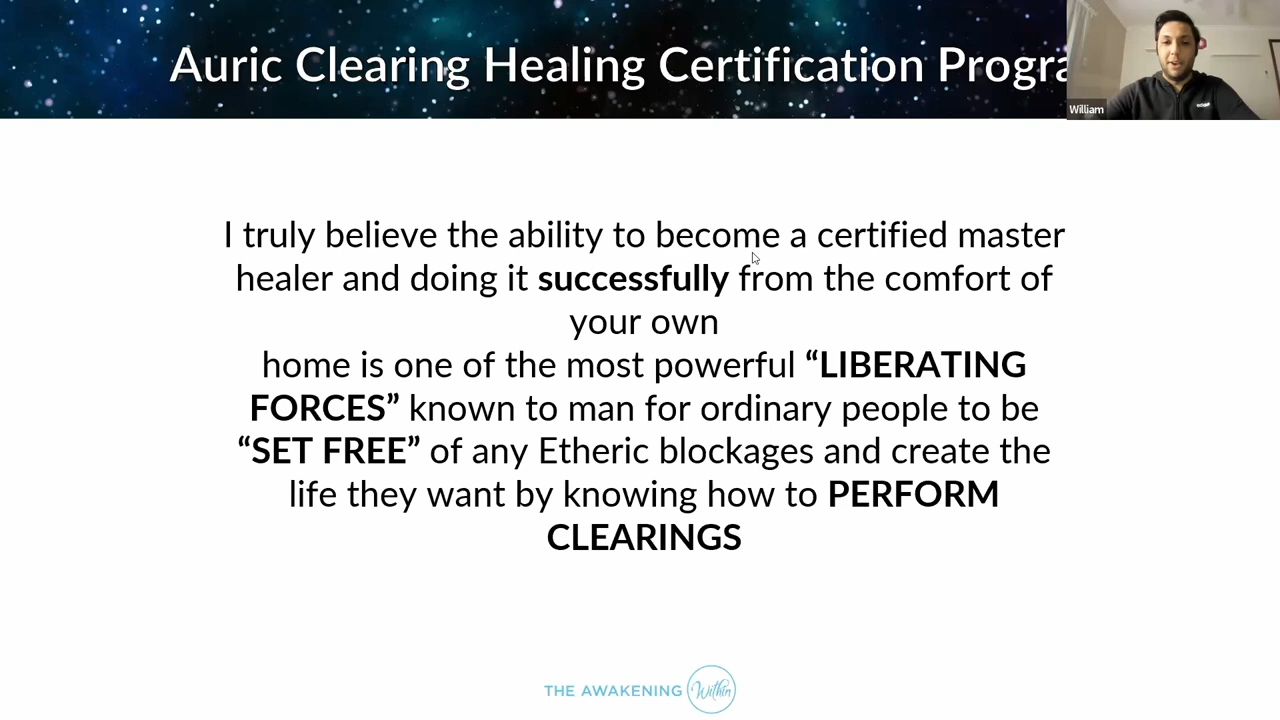 Auric Clearing Healing Certification Progra
William
I truly believe the ability to become a certified master
healer and doing it successfully from the comfort of
your own
home is one of the most powerful “LIBERATING
FORCES” known to man for ordinary people to be
“SET FREE” of any Etheric blockages and create the
life they want by knowing how to PERFORM
CLEARINGS
THE AWAKENING Within